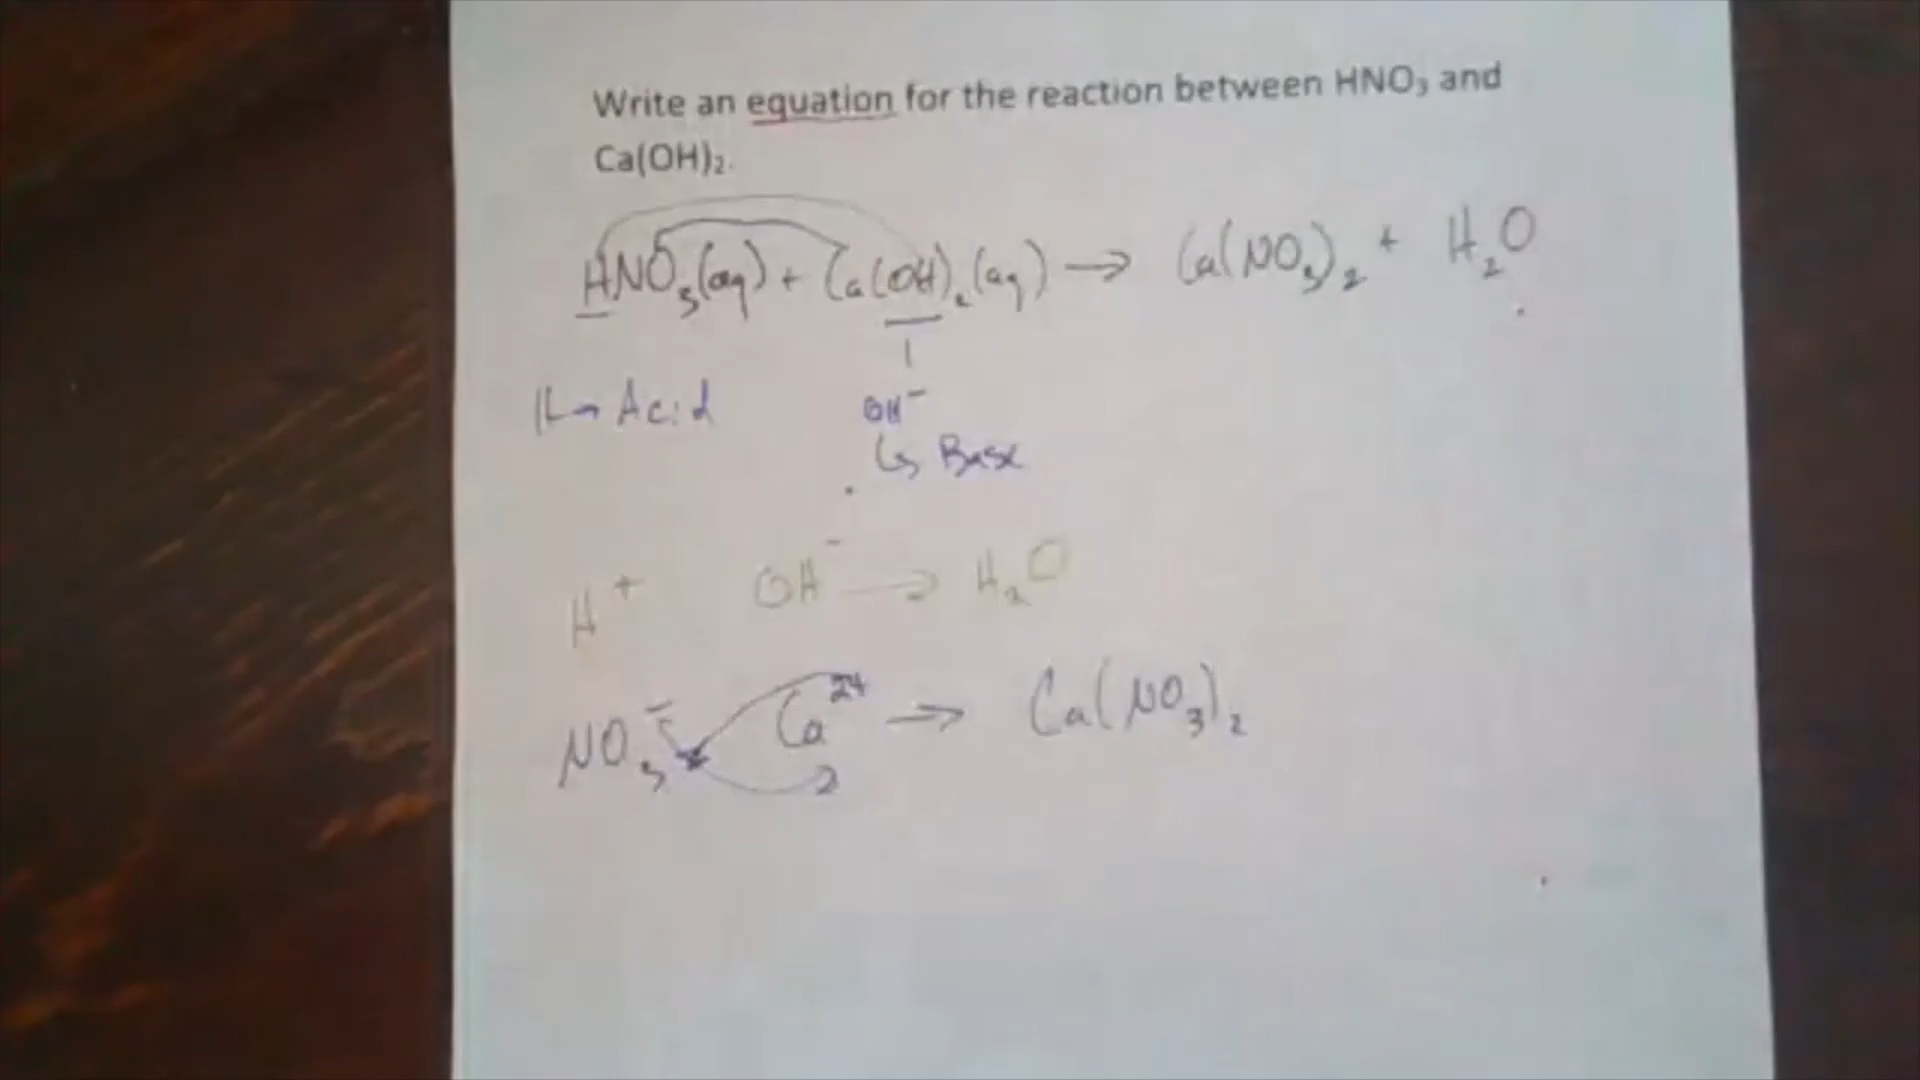 Write an equation for the reaction between HNO₃ and
Ca(OH)₂.
HNO₃(aq) + Ca(OH)₂(aq) → Ca(NO₃)₂ + H₂O
Acid
OH⁻
↳ Base
H⁺ OH⁻ → H₂O
NO₃⁻ Ca²⁺ → Ca(NO₃)₂
2